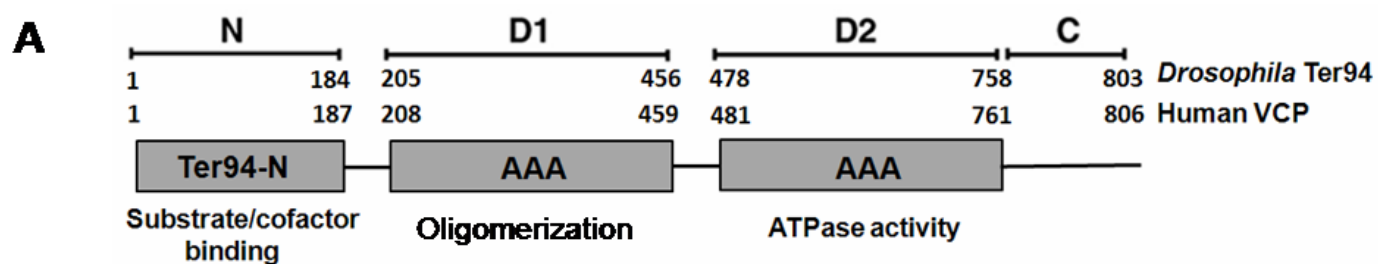 A
N D1 D2 C
1 184 205 456 478 758 803 Drosophila Ter94
1 187 208 459 481 761 806 Human VCP
Ter94-N AAA AAA
Substrate/cofactor
binding
Oligomerization
ATPase activity